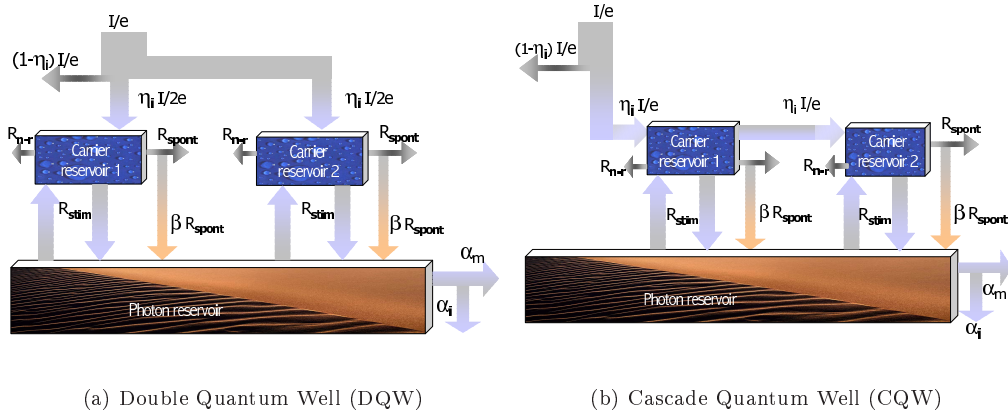 I/e
(1-ηi) I/e
ηi I/2e
ηi I/2e
Rn-r
Carrier reservoir 1
Rspont
Rn-r
Carrier reservoir 2
Rspont
Rstim
β Rspont
Rstim
β Rspont
Photon reservoir
αm
αi
(a) Double Quantum Well (DQW)
I/e
(1-ηi) I/e
ηi I/e
ηi I/e
Carrier reservoir 1
Rn-r
Carrier reservoir 2
Rspont
Rn-r
Rstim
β Rspont
Rstim
β Rspont
Photon reservoir
αm
αi
(b) Cascade Quantum Well (CQW)